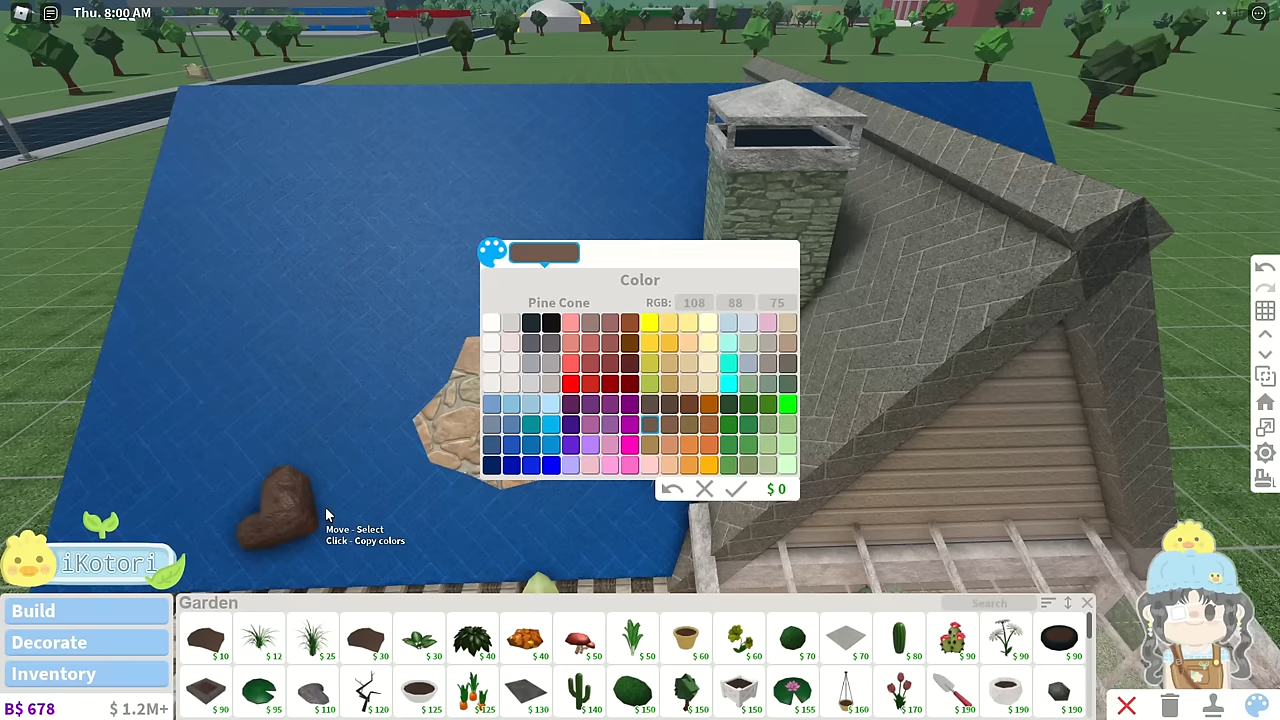 Thu. 8:00 AM
Color
Pine Cone RGB: 108 88 75
$ 0
Move - Select
Click - Copy colors
iKotori
Build
Decorate
Inventory
B$ 678 $ 1.2M+
Garden Search
$ 10 $ 12 $ 25 $ 30 $ 30 $ 40 $ 40 $ 50 $ 50 $ 60 $ 60 $ 70 $ 70 $ 80 $ 90 $ 90 $ 90
$ 90 $ 95 $ 110 $ 120 $ 125 $ 125 $ 130 $ 140 $ 150 $ 150 $ 150 $ 155 $ 160 $ 170 $ 190 $ 190 $ 190